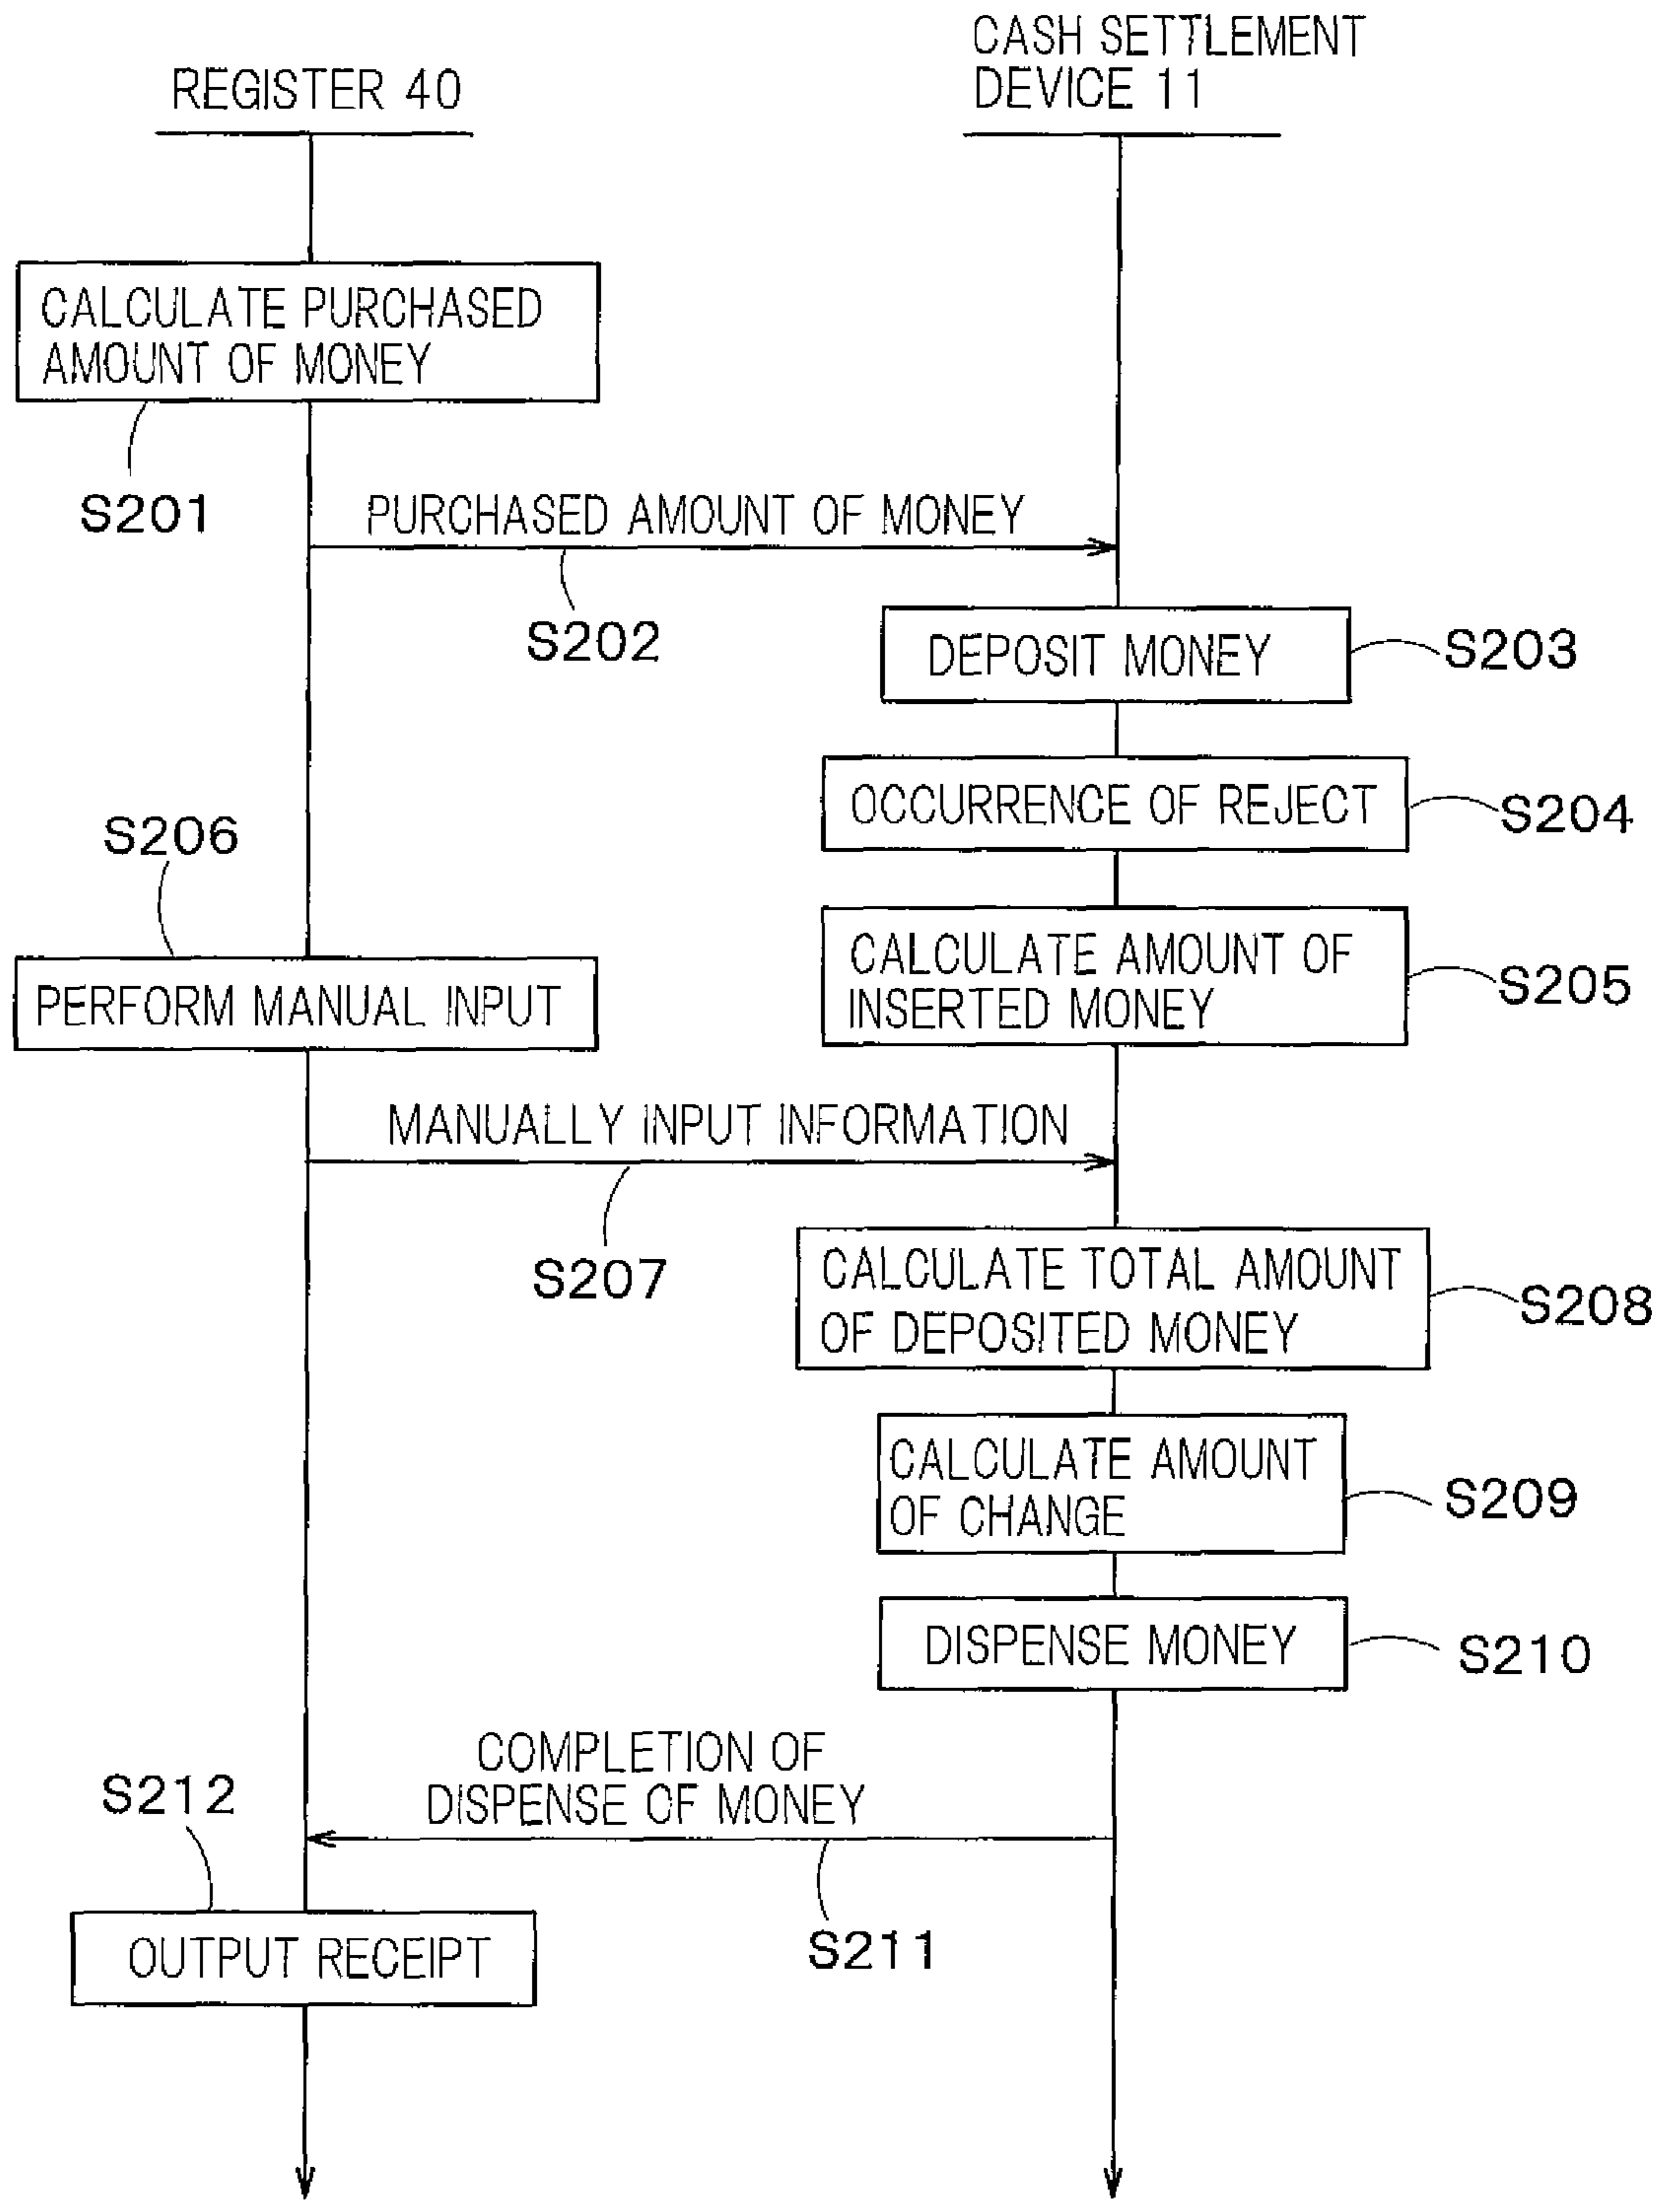 REGISTER 40
CASH SETTLEMENT
DEVICE 11
CALCULATE PURCHASED
AMOUNT OF MONEY
S201
PURCHASED AMOUNT OF MONEY
S202
DEPOSIT MONEY
S203
OCCURRENCE OF REJECT
S204
CALCULATE AMOUNT OF
INSERTED MONEY
S205
S206
PERFORM MANUAL INPUT
MANUALLY INPUT INFORMATION
S207
CALCULATE TOTAL AMOUNT
OF DEPOSITED MONEY
S208
CALCULATE AMOUNT
OF CHANGE
S209
DISPENSE MONEY
S210
COMPLETION OF
DISPENSE OF MONEY
S211
S212
OUTPUT RECEIPT